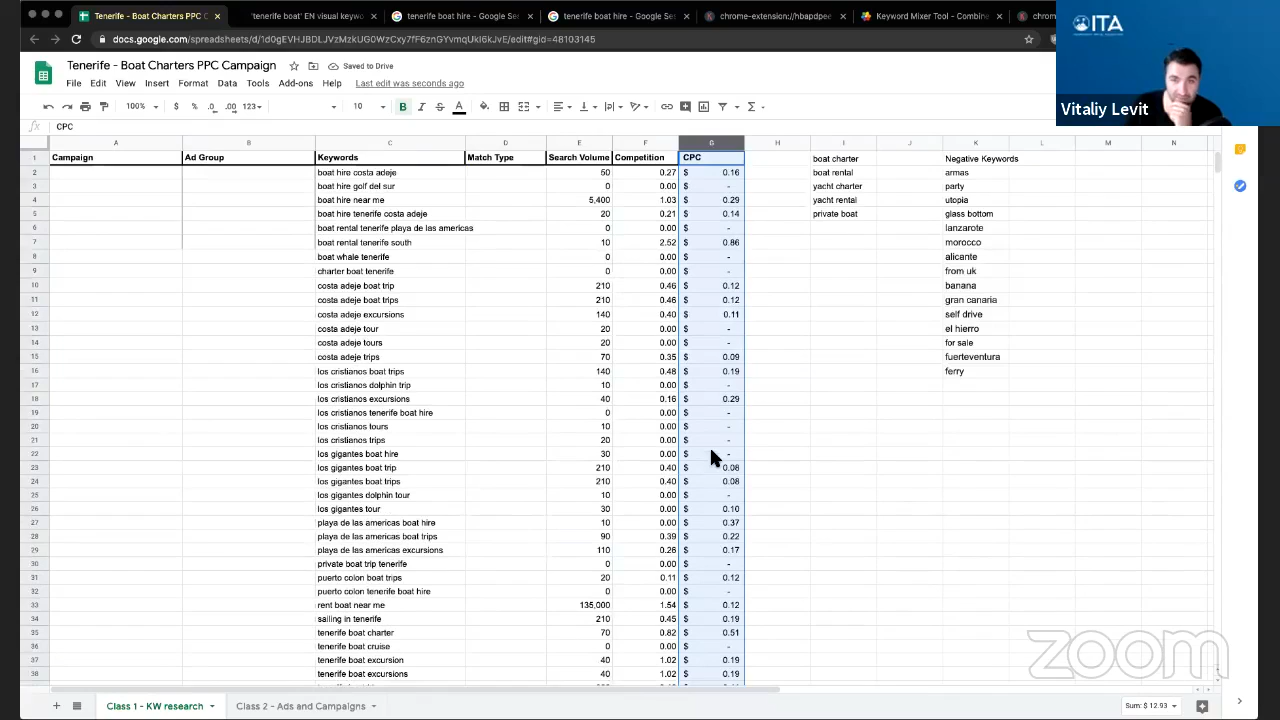 Tenerife - Boat Charters PPC C
'tenerife boat' EN visual keywo
tenerife boat hire - Google Se
tenerife boat hire - Google Se
chrome-extension://hbapdpee
Keyword Mixer Tool - Combine
chrom
docs.google.com/spreadsheets/d/1d0gEVHJBDLJVzMzkUG0WzCxy7fF6znGYvmqUkI6kJvE/edit#gid=48103145
ITA
Vitaliy Levit
Tenerife - Boat Charters PPC Campaign
Saved to Drive
File Edit View Insert Format Data Tools Add-ons Help Last edit was seconds ago
100% $ % .0 .00 123 10 B I S A
fx CPC
A B C D E F G H I J K L M N
1 Campaign Ad Group Keywords Match Type Search Volume Competition CPC boat charter Negative Keywords
2 boat hire costa adeje 50 0.27 $ 0.16 boat rental armas
3 boat hire golf del sur 0 0.00 $ - yacht charter party
4 boat hire near me 5,400 1.03 $ 0.29 yacht rental utopia
5 boat hire tenerife costa adeje 20 0.21 $ 0.14 private boat glass bottom
6 boat rental tenerife playa de las americas 0 0.00 $ - lanzarote
7 boat rental tenerife south 10 2.52 $ 0.86 morocco
8 boat whale tenerife 0 0.00 $ - alicante
9 charter boat tenerife 0 0.00 $ - from uk
10 costa adeje boat trip 210 0.46 $ 0.12 banana
11 costa adeje boat trips 210 0.46 $ 0.12 gran canaria
12 costa adeje excursions 140 0.40 $ 0.11 self drive
13 costa adeje tour 20 0.00 $ - el hierro
14 costa adeje tours 20 0.00 $ - for sale
15 costa adeje trips 70 0.35 $ 0.09 fuerteventura
16 los cristianos boat trips 140 0.48 $ 0.19 ferry
17 los cristianos dolphin trip 10 0.00 $ -
18 los cristianos excursions 40 0.16 $ 0.29
19 los cristianos tenerife boat hire 0 0.00 $ -
20 los cristianos tours 10 0.00 $ -
21 los cristianos trips 20 0.00 $ -
22 los gigantes boat hire 30 0.00 $ -
23 los gigantes boat trip 210 0.40 $ 0.08
24 los gigantes boat trips 210 0.40 $ 0.08
25 los gigantes dolphin tour 10 0.00 $ -
26 los gigantes tour 30 0.00 $ 0.10
27 playa de las americas boat hire 10 0.00 $ 0.37
28 playa de las americas boat trips 90 0.39 $ 0.22
29 playa de las americas excursions 110 0.26 $ 0.17
30 private boat trip tenerife 0 0.00 $ -
31 puerto colon boat trips 20 0.11 $ 0.12
32 puerto colon tenerife boat hire 0 0.00 $ -
33 rent boat near me 135,000 1.54 $ 0.12
34 sailing in tenerife 210 0.45 $ 0.19
35 tenerife boat charter 70 0.82 $ 0.51
36 tenerife boat cruise 0 0.00 $ -
37 tenerife boat excursion 40 1.02 $ 0.19
38 tenerife boat excursions 40 1.02 $ 0.19
zoom
Class 1 - KW research
Class 2 - Ads and Campaigns
Sum: $ 12.93